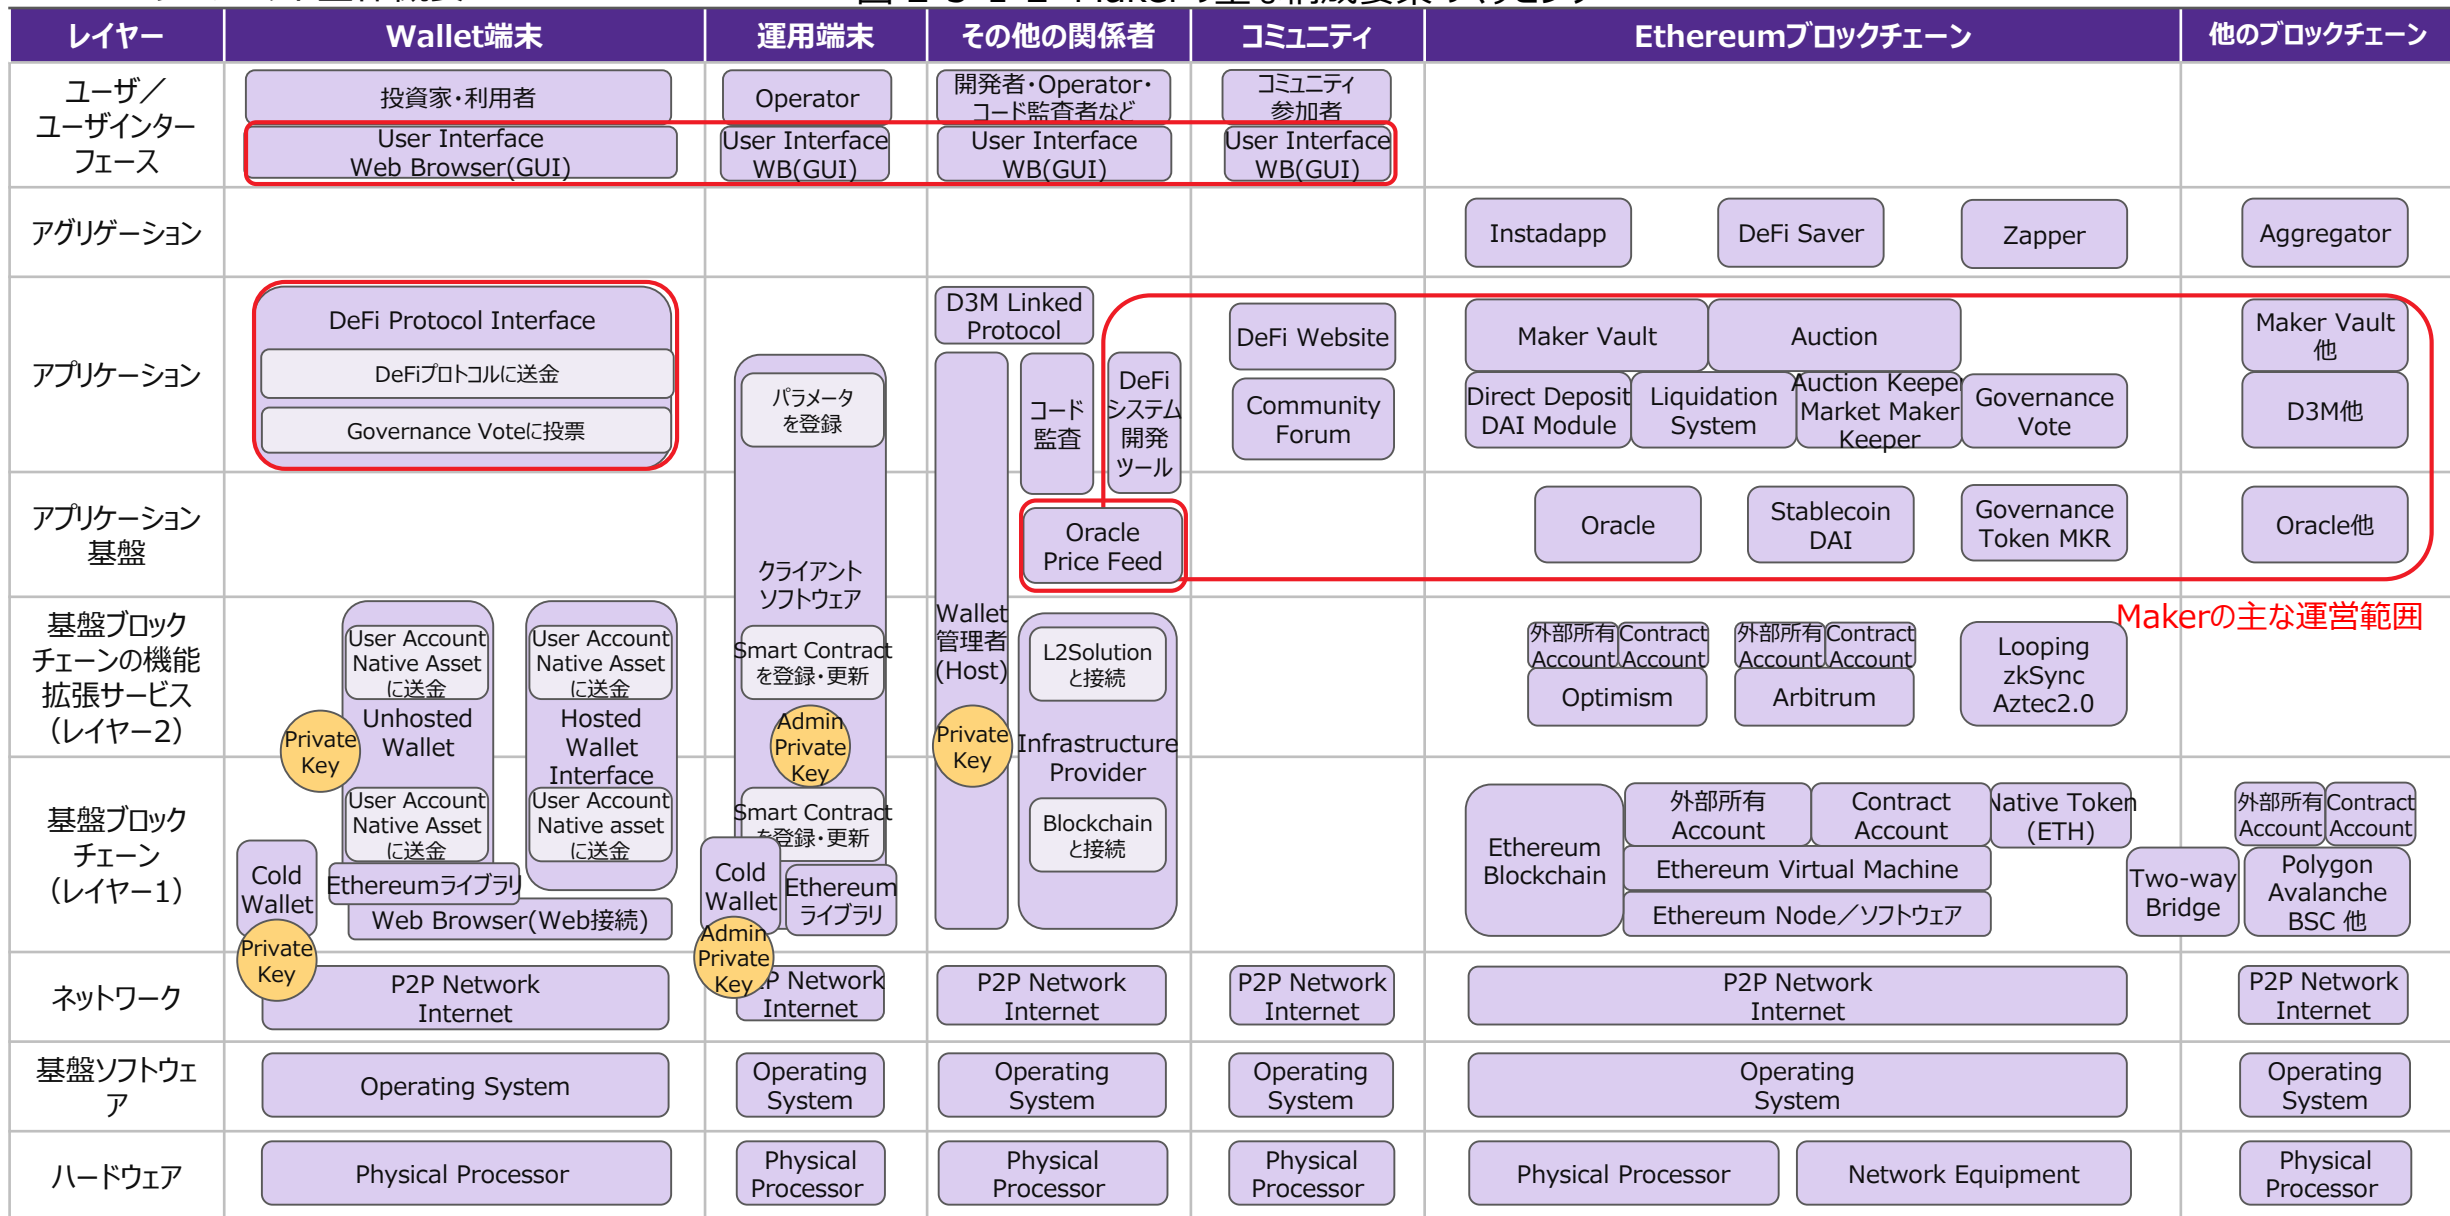 レイヤー
Wallet端末
運用端末
その他の関係者
コミュニティ
Ethereumブロックチェーン
他のブロックチェーン
ユーザ／
ユーザインター
フェース
投資家・利用者
User Interface
Web Browser(GUI)
Operator
User Interface
WB(GUI)
開発者・Operator・
コード監査者など
User Interface
WB(GUI)
コミュニティ
参加者
User Interface
WB(GUI)
アグリゲーション
Instadapp
DeFi Saver
Zapper
Aggregator
アプリケーション
DeFi Protocol Interface
DeFiプロトコルに送金
Governance Voteに投票
パラメータ
を登録
D3M Linked
Protocol
コード
監査
DeFi
システム
開発
ツール
DeFi Website
Community
Forum
Maker Vault
Auction
Direct Deposit
DAI Module
Liquidation
System
Auction Keeper
Market Maker
Keeper
Governance
Vote
Maker Vault
他
D3M他
アプリケーション
基盤
クライアント
ソフトウェア
Oracle
Price Feed
Oracle
Stablecoin
DAI
Governance
Token MKR
Oracle他
Makerの主な運営範囲
基盤ブロック
チェーンの機能
拡張サービス
（レイヤー2）
User Account
Native Asset
に送金
Unhosted
Wallet
Private
Key
User Account
Native Asset
に送金
Hosted
Wallet
Interface
Smart Contract
を登録・更新
Admin
Private
Key
Wallet
管理者
(Host)
Private
Key
L2Solution
と接続
Infrastructure
Provider
外部所有
Account
Contract
Account
Optimism
外部所有
Account
Contract
Account
Arbitrum
Looping
zkSync
Aztec2.0
基盤ブロック
チェーン
（レイヤー1）
Cold
Wallet
Private
Key
User Account
Native Asset
に送金
Ethereumライブラリ
User Account
Native asset
に送金
Web Browser(Web接続)
Smart Contract
を登録・更新
Cold
Wallet
Admin
Private
Key
Ethereum
ライブラリ
Blockchain
と接続
Ethereum
Blockchain
外部所有
Account
Contract
Account
Native Token
(ETH)
Ethereum Virtual Machine
Ethereum Node／ソフトウェア
Two-way
Bridge
外部所有
Account
Contract
Account
Polygon
Avalanche
BSC 他
ネットワーク
P2P Network
Internet
P2P Network
Internet
P2P Network
Internet
P2P Network
Internet
P2P Network
Internet
P2P Network
Internet
基盤ソフトウェ
ア
Operating System
Operating
System
Operating
System
Operating
System
Operating
System
Operating
System
ハードウェア
Physical Processor
Physical
Processor
Physical
Processor
Physical
Processor
Physical Processor
Network Equipment
Physical
Processor